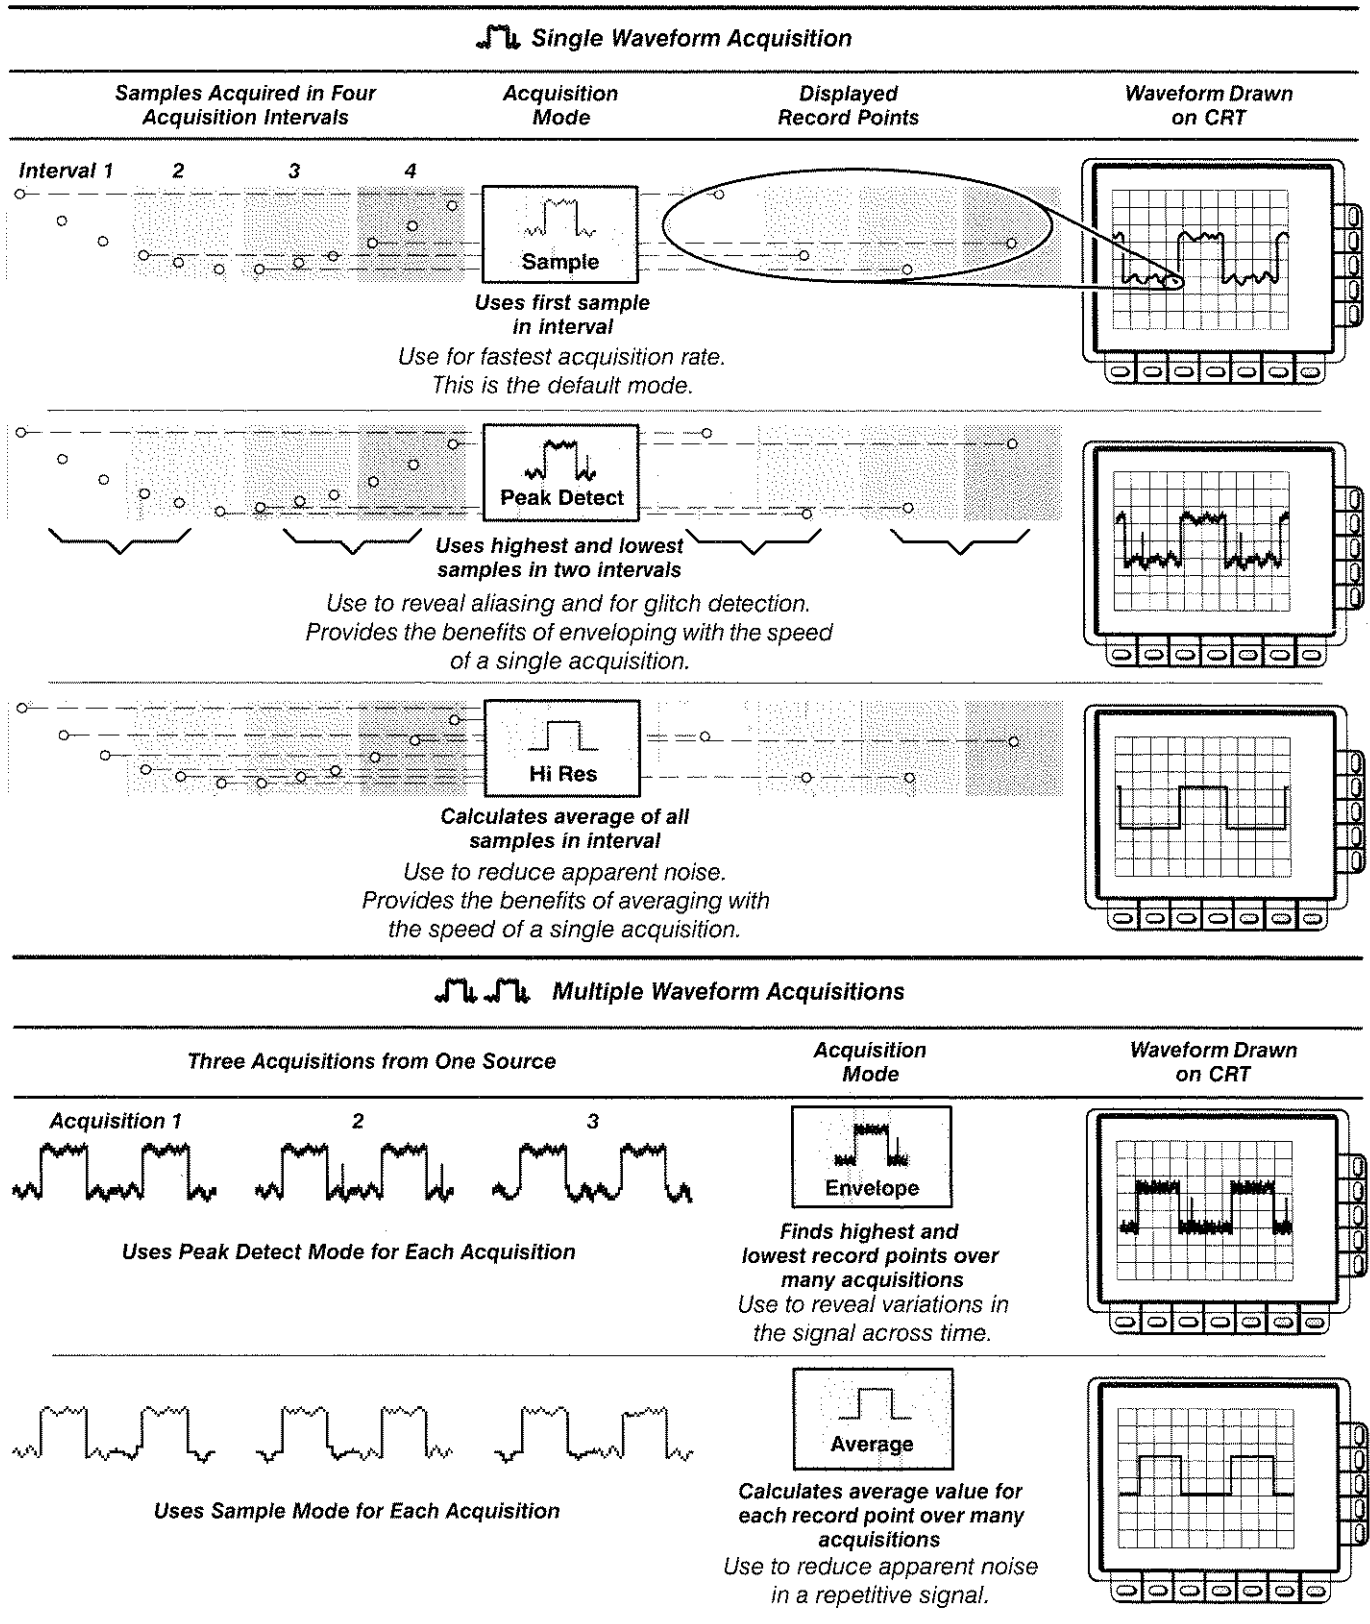 Single Waveform Acquisition
Samples Acquired in Four
Acquisition Intervals
Acquisition
Mode
Displayed
Record Points
Waveform Drawn
on CRT
Interval 1 2 3 4
Sample
Uses first sample
in interval
Use for fastest acquisition rate.
This is the default mode.
Peak Detect
Uses highest and lowest
samples in two intervals
Use to reveal aliasing and for glitch detection.
Provides the benefits of enveloping with the speed
of a single acquisition.
Hi Res
Calculates average of all
samples in interval
Use to reduce apparent noise.
Provides the benefits of averaging with
the speed of a single acquisition.
Multiple Waveform Acquisitions
Three Acquisitions from One Source
Acquisition
Mode
Waveform Drawn
on CRT
Acquisition 1 2 3
Envelope
Uses Peak Detect Mode for Each Acquisition
Finds highest and
lowest record points over
many acquisitions
Use to reveal variations in
the signal across time.
Average
Uses Sample Mode for Each Acquisition
Calculates average value for
each record point over many
acquisitions
Use to reduce apparent noise
in a repetitive signal.